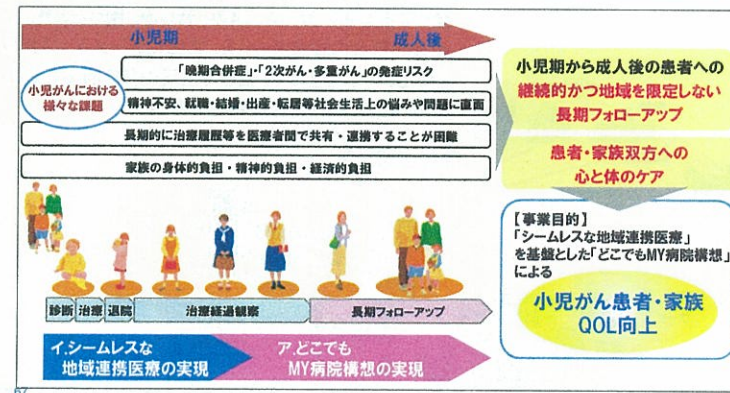 小児期
成人後
小児がんにおける
様々な課題
「晩期合併症」・「2次がん・多重がん」の発症リスク
精神不安、就職・結婚・出産・転居等社会生活上の悩みや問題に直面
長期的に治療履歴等を医療者間で共有・連携することが困難
家族の身体的負担・精神的負担・経済的負担
小児期から成人後の患者への
継続的かつ地域を限定しない
長期フォローアップ
患者・家族双方への
心と体のケア
【事業目的】
「シームレスな地域連携医療」
を基盤とした「どこでもMY病院構想」
による
小児がん患者・家族
QOL向上
診断
治療
退院
治療経過観察
長期フォローアップ
イ.シームレスな
地域連携医療の実現
ア.どこでも
MY病院構想の実現
67